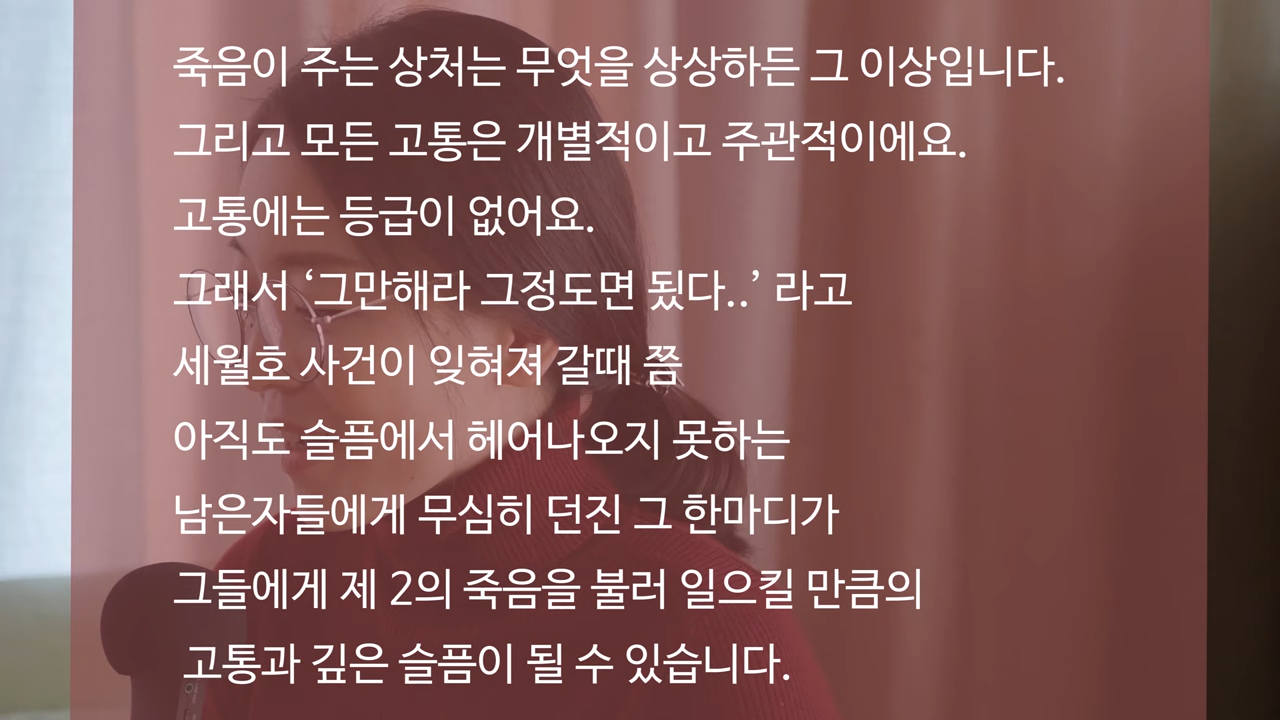 죽음이 주는 상처는 무엇을 상상하든 그 이상입니다.
그리고 모든 고통은 개별적이고 주관적이에요.
고통에는 등급이 없어요.
그래서 ‘그만해라 그정도면 됬다..’ 라고
세월호 사건이 잊혀져 갈때 쯤
아직도 슬픔에서 헤어나오지 못하는
남은자들에게 무심히 던진 그 한마디가
그들에게 제 2의 죽음을 불러 일으킬 만큼의
고통과 깊은 슬픔이 될 수 있습니다.